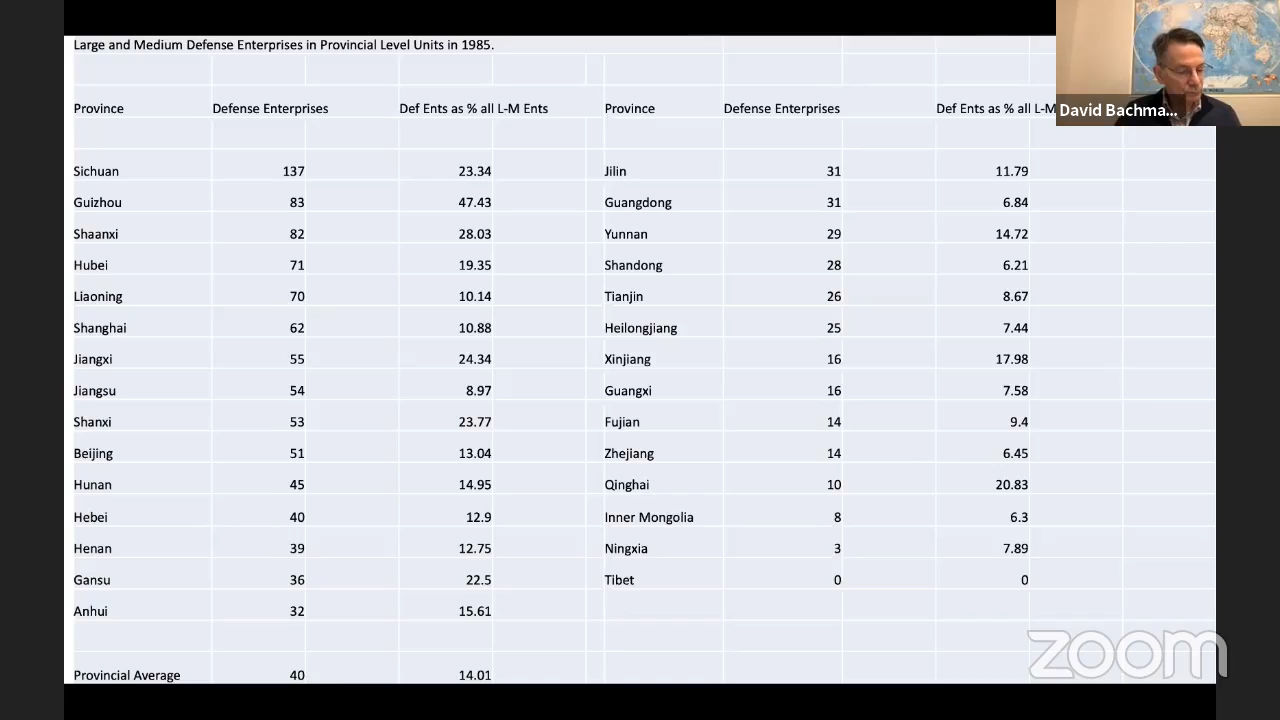 Large and Medium Defense Enterprises in Provincial Level Units in 1985.
Province Defense Enterprises Def Ents as % all L-M Ents Province Defense Enterprises Def Ents as % all L-M
David Bachma...
Sichuan 137 23.34 Jilin 31 11.79
Guizhou 83 47.43 Guangdong 31 6.84
Shaanxi 82 28.03 Yunnan 29 14.72
Hubei 71 19.35 Shandong 28 6.21
Liaoning 70 10.14 Tianjin 26 8.67
Shanghai 62 10.88 Heilongjiang 25 7.44
Jiangxi 55 24.34 Xinjiang 16 17.98
Jiangsu 54 8.97 Guangxi 16 7.58
Shanxi 53 23.77 Fujian 14 9.4
Beijing 51 13.04 Zhejiang 14 6.45
Hunan 45 14.95 Qinghai 10 20.83
Hebei 40 12.9 Inner Mongolia 8 6.3
Henan 39 12.75 Ningxia 3 7.89
Gansu 36 22.5 Tibet 0 0
Anhui 32 15.61
Provincial Average 40 14.01
zoom